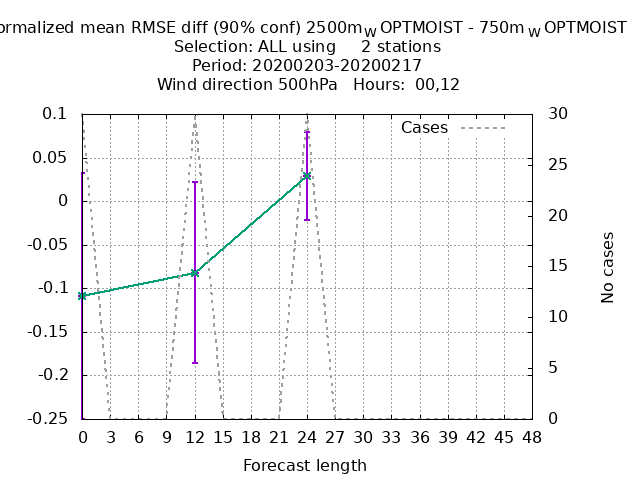 ormalized mean RMSE diff (90% conf) 2500m_W OPTMOIST - 750m_W OPTMOIST
Selection: ALL using 2 stations
Period: 20200203-20200217
Wind direction 500hPa Hours: 00,12
Cases
0.1
0.05
0
-0.05
-0.1
-0.15
-0.2
-0.25
30
25
20
15
10
5
0
No cases
0 3 6 9 12 15 18 21 24 27 30 33 36 39 42 45 48
Forecast length